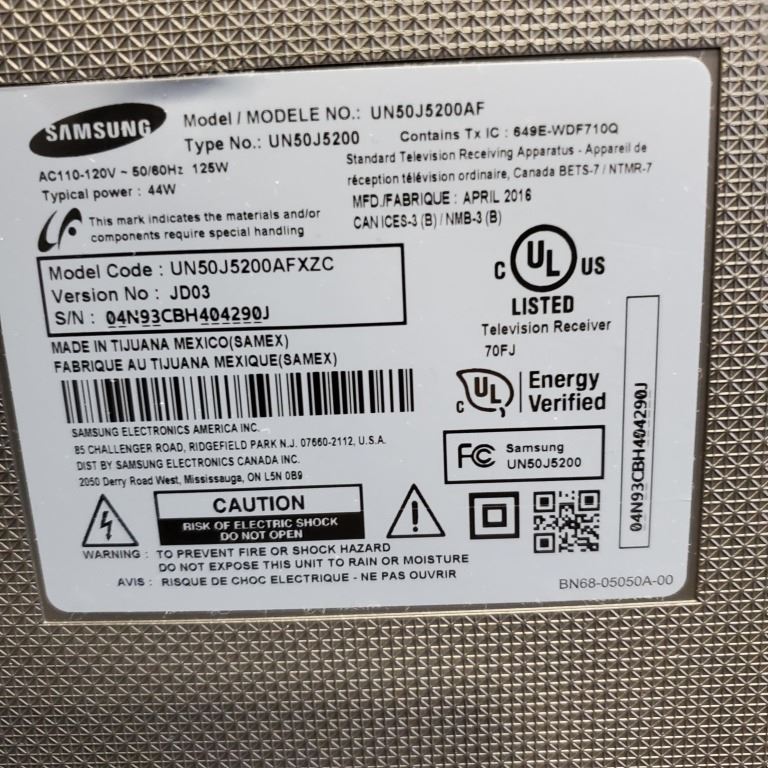 SAMSUNG
Model / MODELE NO.: UN50J5200AF
Type No.: UN50J5200
Contains Tx IC : 649E-WDF710Q
AC110-120V ~ 50/60Hz 125W
Typical power : 44W
Standard Television Receiving Apparatus - Appareil de
réception télévision ordinaire, Canada BETS-7 / NTMR-7
MFD./FABRIQUE : APRIL 2016
CAN ICES-3 (B) / NMB-3 (B)
This mark indicates the materials and/or
components require special handling
Model Code : UN50J5200AFXZC
Version No : JD03
S/N : 04N93CBH404290J
C UL US
LISTED
Television Receiver
70FJ
MADE IN TIJUANA MEXICO(SAMEX)
FABRIQUE AU TIJUANA MEXIQUE(SAMEX)
C UL
Energy
Verified
SAMSUNG ELECTRONICS AMERICA INC.
85 CHALLENGER ROAD, RIDGEFIELD PARK N.J. 07660-2112, U.S.A.
DIST BY SAMSUNG ELECTRONICS CANADA INC.
2050 Derry Road West, Mississauga, ON L5N 0B9
FC Samsung
UN50J5200
04N93CBH404290J
CAUTION
RISK OF ELECTRIC SHOCK
DO NOT OPEN
WARNING : TO PREVENT FIRE OR SHOCK HAZARD
DO NOT EXPOSE THIS UNIT TO RAIN OR MOISTURE
AVIS : RISQUE DE CHOC ELECTRIQUE - NE PAS OUVRIR
BN68-05050A-00